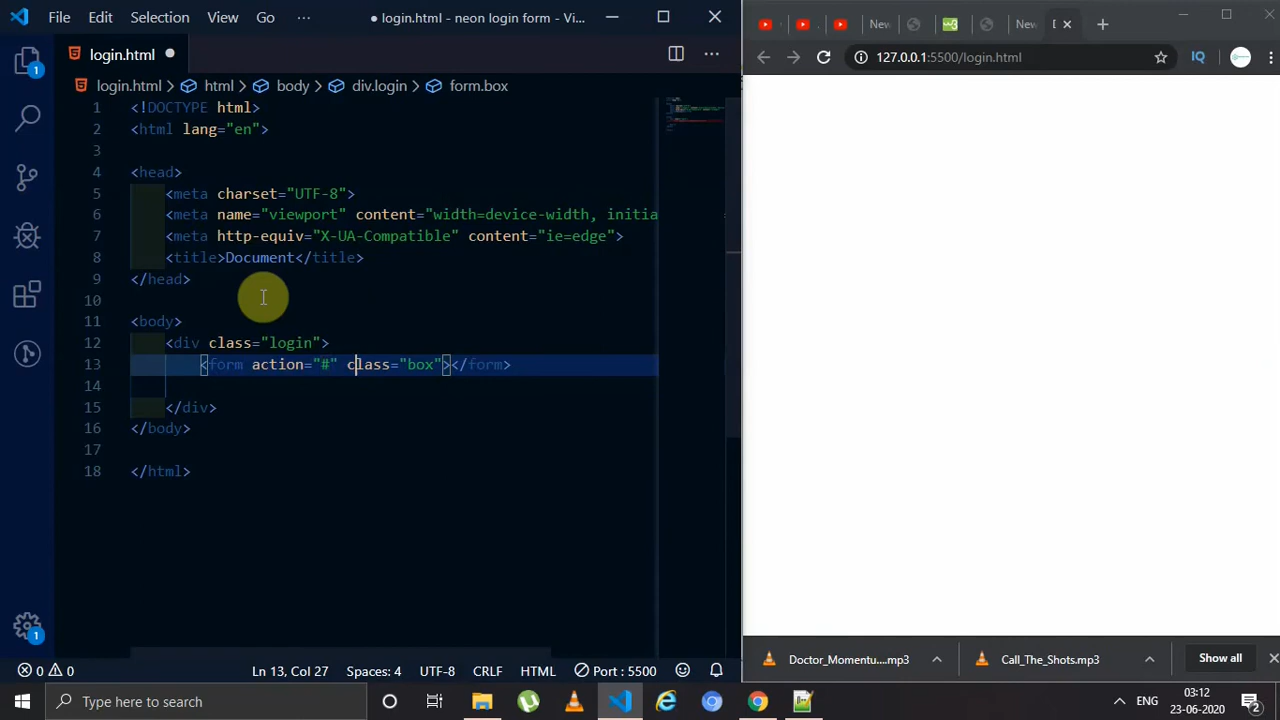 File Edit Selection View Go ··· ● login.html - neon login form - Vi...
login.html ●
login.html > html > body > div.login > form.box
1 <!DOCTYPE html>
2 <html lang="en">
3
4 <head>
5 <meta charset="UTF-8">
6 <meta name="viewport" content="width=device-width, initia
7 <meta http-equiv="X-UA-Compatible" content="ie=edge">
8 <title>Document</title>
9 </head>
10
11 <body>
12 <div class="login">
13 <form action="#" class="box"></form>
14
15 </div>
16 </body>
17
18 </html>
1
1
0 0 Ln 13, Col 27 Spaces: 4 UTF-8 CRLF HTML Port : 5500
New New
127.0.0.1:5500/login.html IQ
Doctor_Momentu....mp3 Call_The_Shots.mp3 Show all
Type here to search ENG 03:12
23-06-2020 2